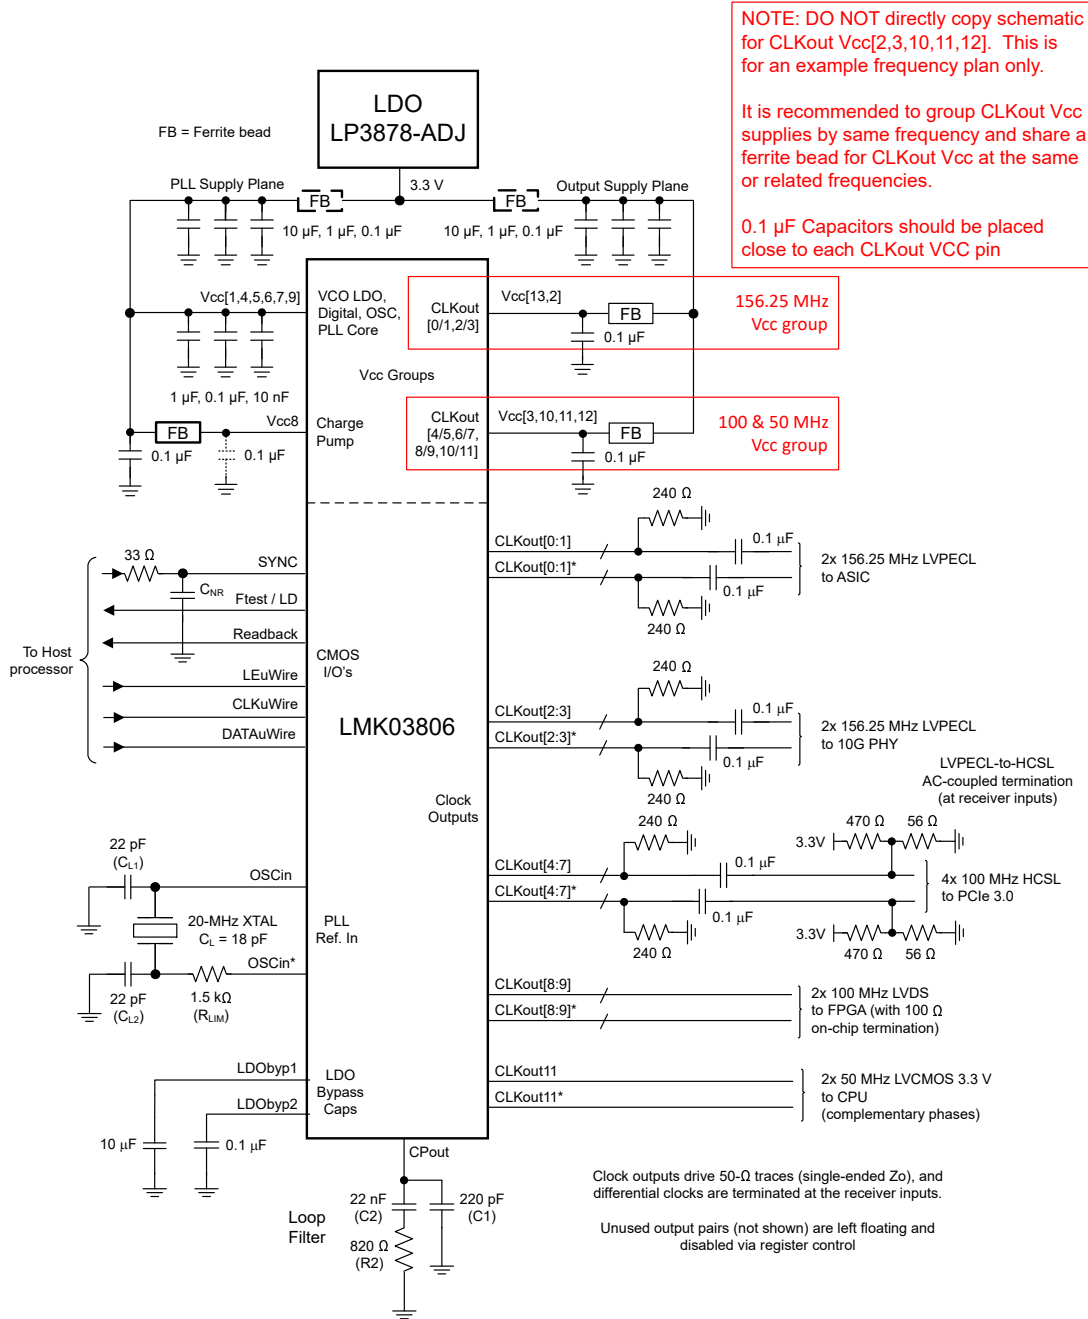 NOTE: DO NOT directly copy schematic
for CLKout Vcc[2,3,10,11,12].  This is
for an example frequency plan only.
It is recommended to group CLKout Vcc
supplies by same frequency and share a
ferrite bead for CLKout Vcc at the same
or related frequencies.
0.1 µF Capacitors should be placed
close to each CLKout VCC pin
LDO
LP3878-ADJ
FB = Ferrite bead
3.3 V
PLL Supply Plane
FB
FB
Output Supply Plane
10 µF, 1 µF, 0.1 µF
10 µF, 1 µF, 0.1 µF
Vcc[1,4,5,6,7,9]
VCO LDO,
Digital, OSC,
PLL Core
CLKout
[0/1,2/3]
Vcc[13,2]
FB
0.1 µF
156.25 MHz
Vcc group
1 µF, 0.1 µF, 10 nF
Vcc Groups
Vcc8
FB
0.1 µF
0.1 µF
Charge
Pump
CLKout
[4/5,6/7,
8/9,10/11]
Vcc[3,10,11,12]
FB
0.1 µF
100 & 50 MHz
Vcc group
To Host
processor
33 Ω
SYNC
CNR
Ftest / LD
Readback
LEuWire
CLKuWire
DATAuWire
CMOS
I/O's
LMK03806
Clock
Outputs
240 Ω
CLKout[0:1]
0.1 µF
CLKout[0:1]*
0.1 µF
240 Ω
2x 156.25 MHz LVPECL
to ASIC
240 Ω
CLKout[2:3]
0.1 µF
CLKout[2:3]*
0.1 µF
240 Ω
2x 156.25 MHz LVPECL
to 10G PHY
LVPECL-to-HCSL
AC-coupled termination
(at receiver inputs)
240 Ω
470 Ω
56 Ω
3.3V
CLKout[4:7]
0.1 µF
CLKout[4:7]*
0.1 µF
240 Ω
3.3V
470 Ω
56 Ω
4x 100 MHz HCSL
to PCIe 3.0
22 pF
(CL1)
OSCin
20-MHz XTAL
CL = 18 pF
PLL
Ref. In
OSCin*
22 pF
(CL2)
1.5 kΩ
(RLIM)
CLKout[8:9]
CLKout[8:9]*
2x 100 MHz LVDS
to FPGA (with 100 Ω
on-chip termination)
LDObyp1
LDObyp2
LDO
Bypass
Caps
10 µF
0.1 µF
CLKout11
CLKout11*
2x 50 MHz LVCMOS 3.3 V
to CPU
(complementary phases)
CPout
Loop
Filter
22 nF
(C2)
220 pF
(C1)
820 Ω
(R2)
Clock outputs drive 50-Ω traces (single-ended Zo), and
differential clocks are terminated at the receiver inputs.
Unused output pairs (not shown) are left floating and
disabled via register control